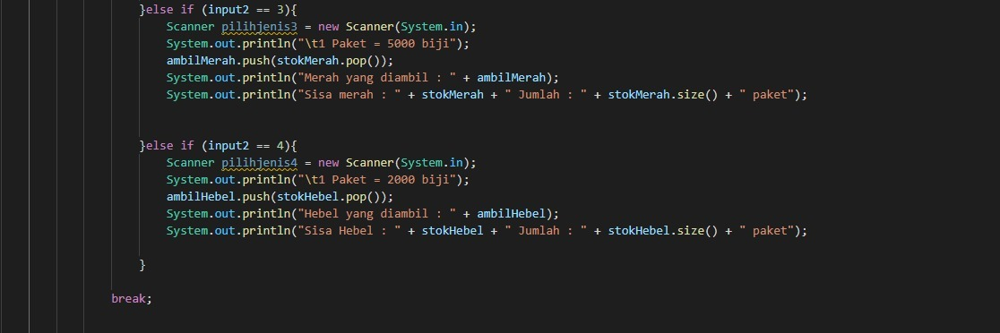 }else if (input2 == 3){
Scanner pilihjenis3 = new Scanner(System.in);
System.out.println("\t1 Paket = 5000 biji");
ambilMerah.push(stokMerah.pop());
System.out.println("Merah yang diambil : " + ambilMerah);
System.out.println("Sisa merah : " + stokMerah + " Jumlah : " + stokMerah.size() + " paket");
}else if (input2 == 4){
Scanner pilihjenis4 = new Scanner(System.in);
System.out.println("\t1 Paket = 2000 biji");
ambilHebel.push(stokHebel.pop());
System.out.println("Hebel yang diambil : " + ambilHebel);
System.out.println("Sisa Hebel : " + stokHebel + " Jumlah : " + stokHebel.size() + " paket");
}
break;